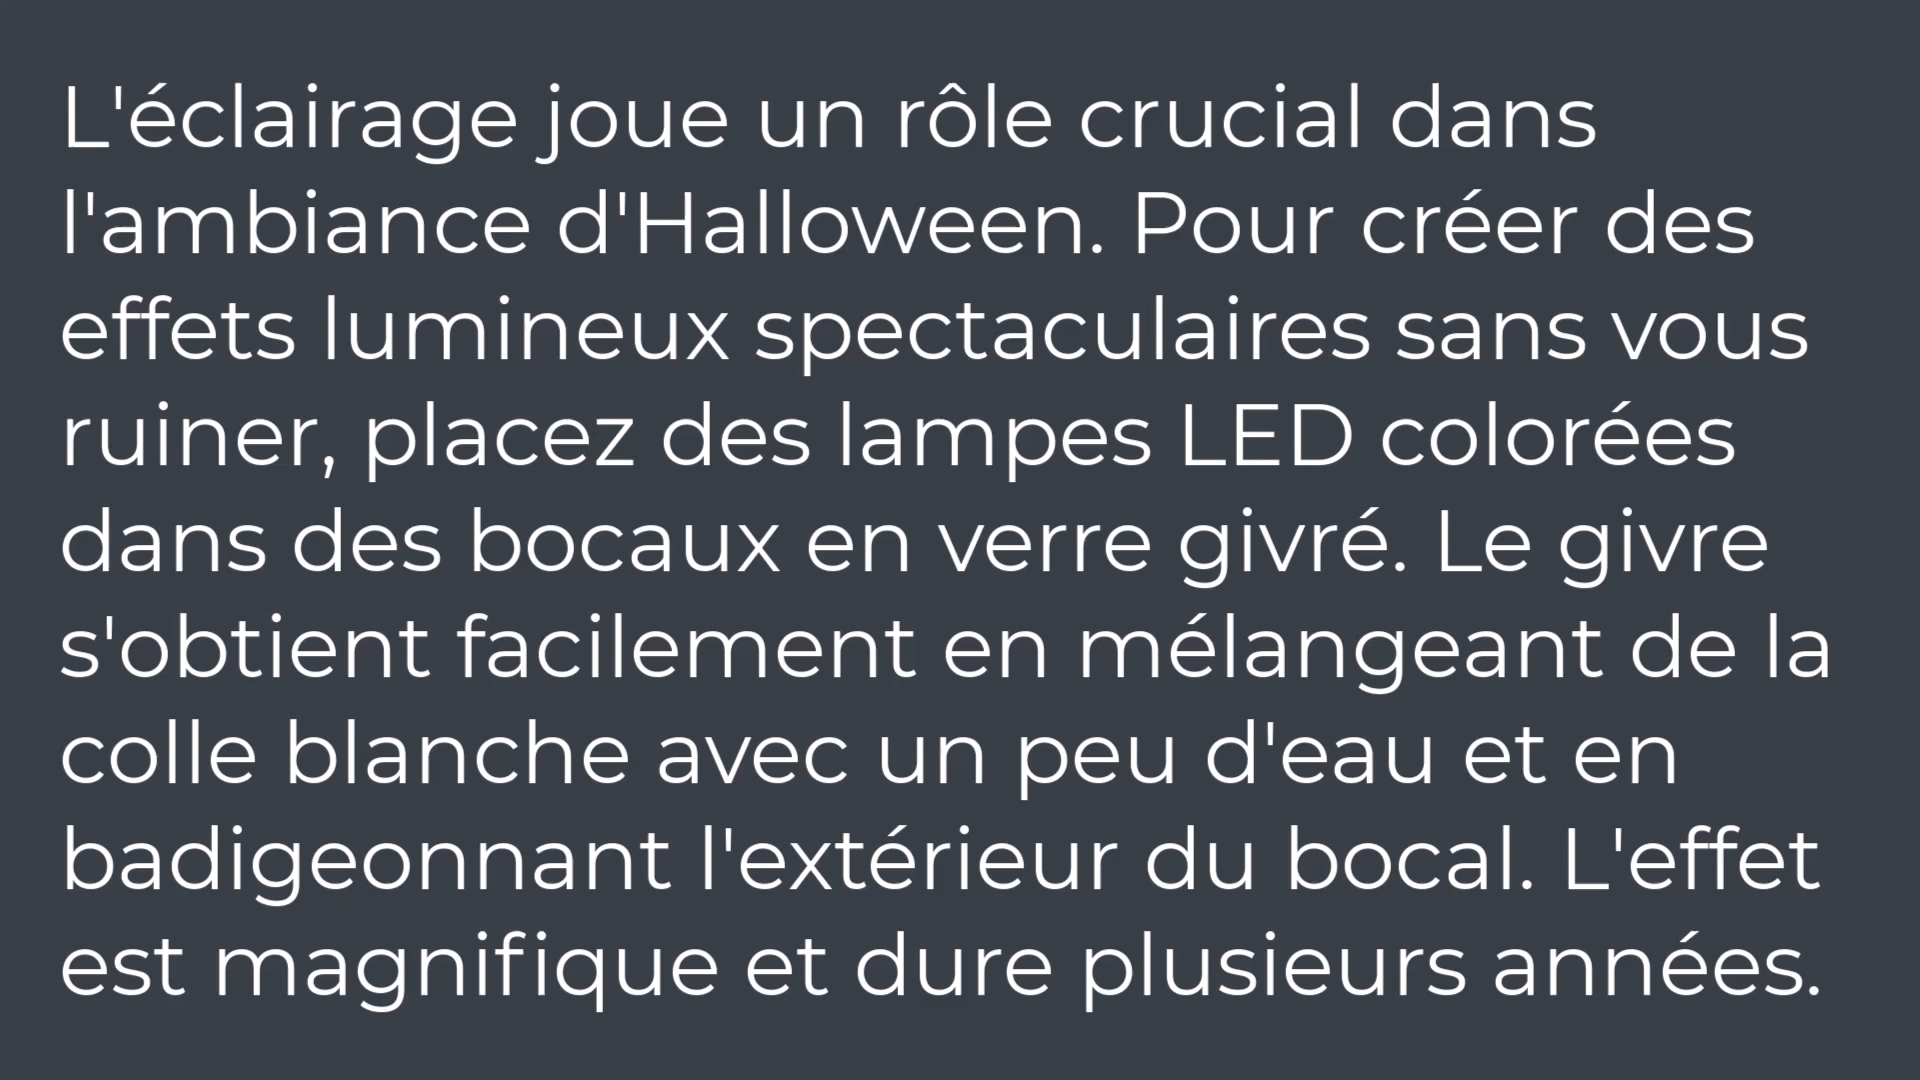 L'éclairage joue un rôle crucial dans
l'ambiance d'Halloween. Pour créer des
effets lumineux spectaculaires sans vous
ruiner, placez des lampes LED colorées
dans des bocaux en verre givré. Le givre
s'obtient facilement en mélangeant de la
colle blanche avec un peu d'eau et en
badigeonnant l'extérieur du bocal. L'effet
est magnifique et dure plusieurs années.